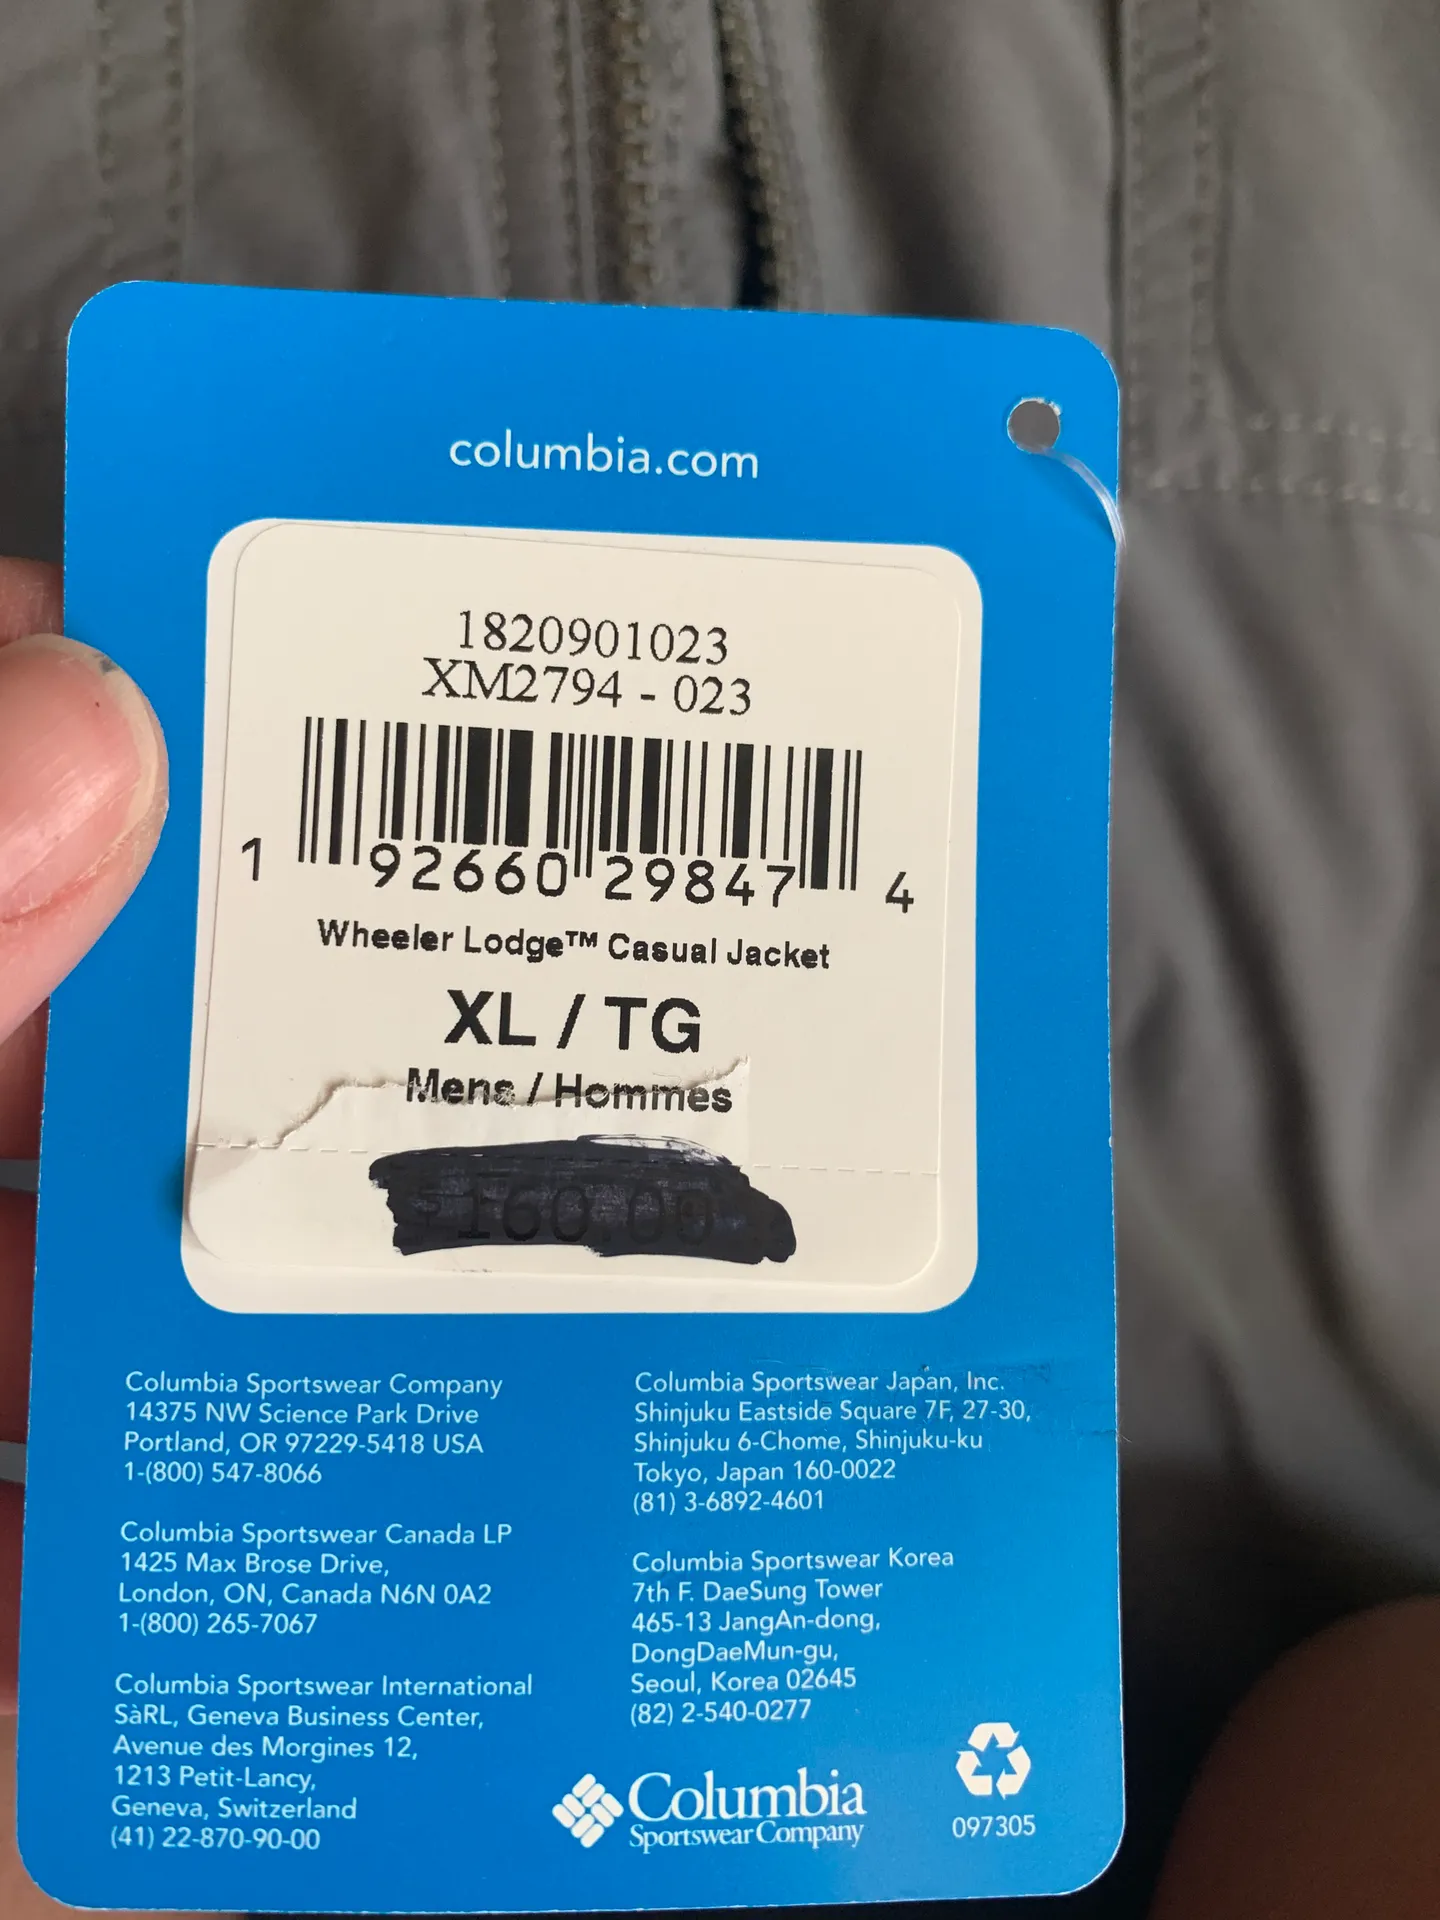 columbia.com
1820901023
XM2794 - 023
1 92660 29847 4
Wheeler Lodge™ Casual Jacket
XL / TG
Mens / Hommes
160.00
Columbia Sportswear Company
14375 NW Science Park Drive
Portland, OR 97229-5418 USA
1-(800) 547-8066
Columbia Sportswear Canada LP
1425 Max Brose Drive,
London, ON, Canada N6N 0A2
1-(800) 265-7067
Columbia Sportswear International
SàRL, Geneva Business Center,
Avenue des Morgines 12,
1213 Petit-Lancy,
Geneva, Switzerland
(41) 22-870-90-00
Columbia Sportswear Japan, Inc.
Shinjuku Eastside Square 7F, 27-30,
Shinjuku 6-Chome, Shinjuku-ku
Tokyo, Japan 160-0022
(81) 3-6892-4601
Columbia Sportswear Korea
7th F. DaeSung Tower
465-13 JangAn-dong,
DongDaeMun-gu,
Seoul, Korea 02645
(82) 2-540-0277
Columbia
Sportswear Company
097305